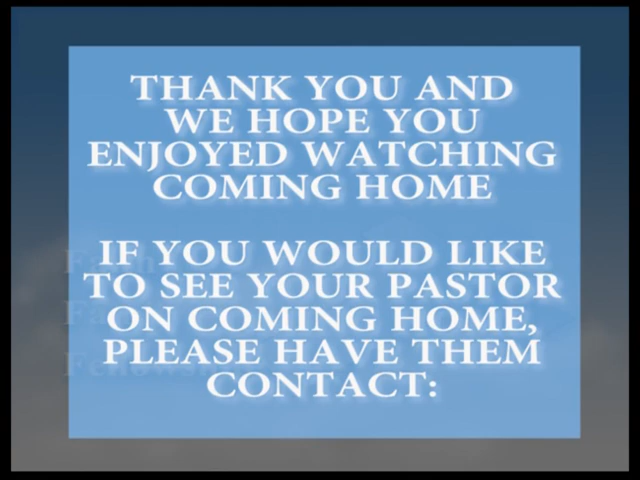 THANK YOU AND
WE HOPE YOU
ENJOYED WATCHING
COMING HOME
IF YOU WOULD LIKE
TO SEE YOUR PASTOR
ON COMING HOME,
PLEASE HAVE THEM
CONTACT: